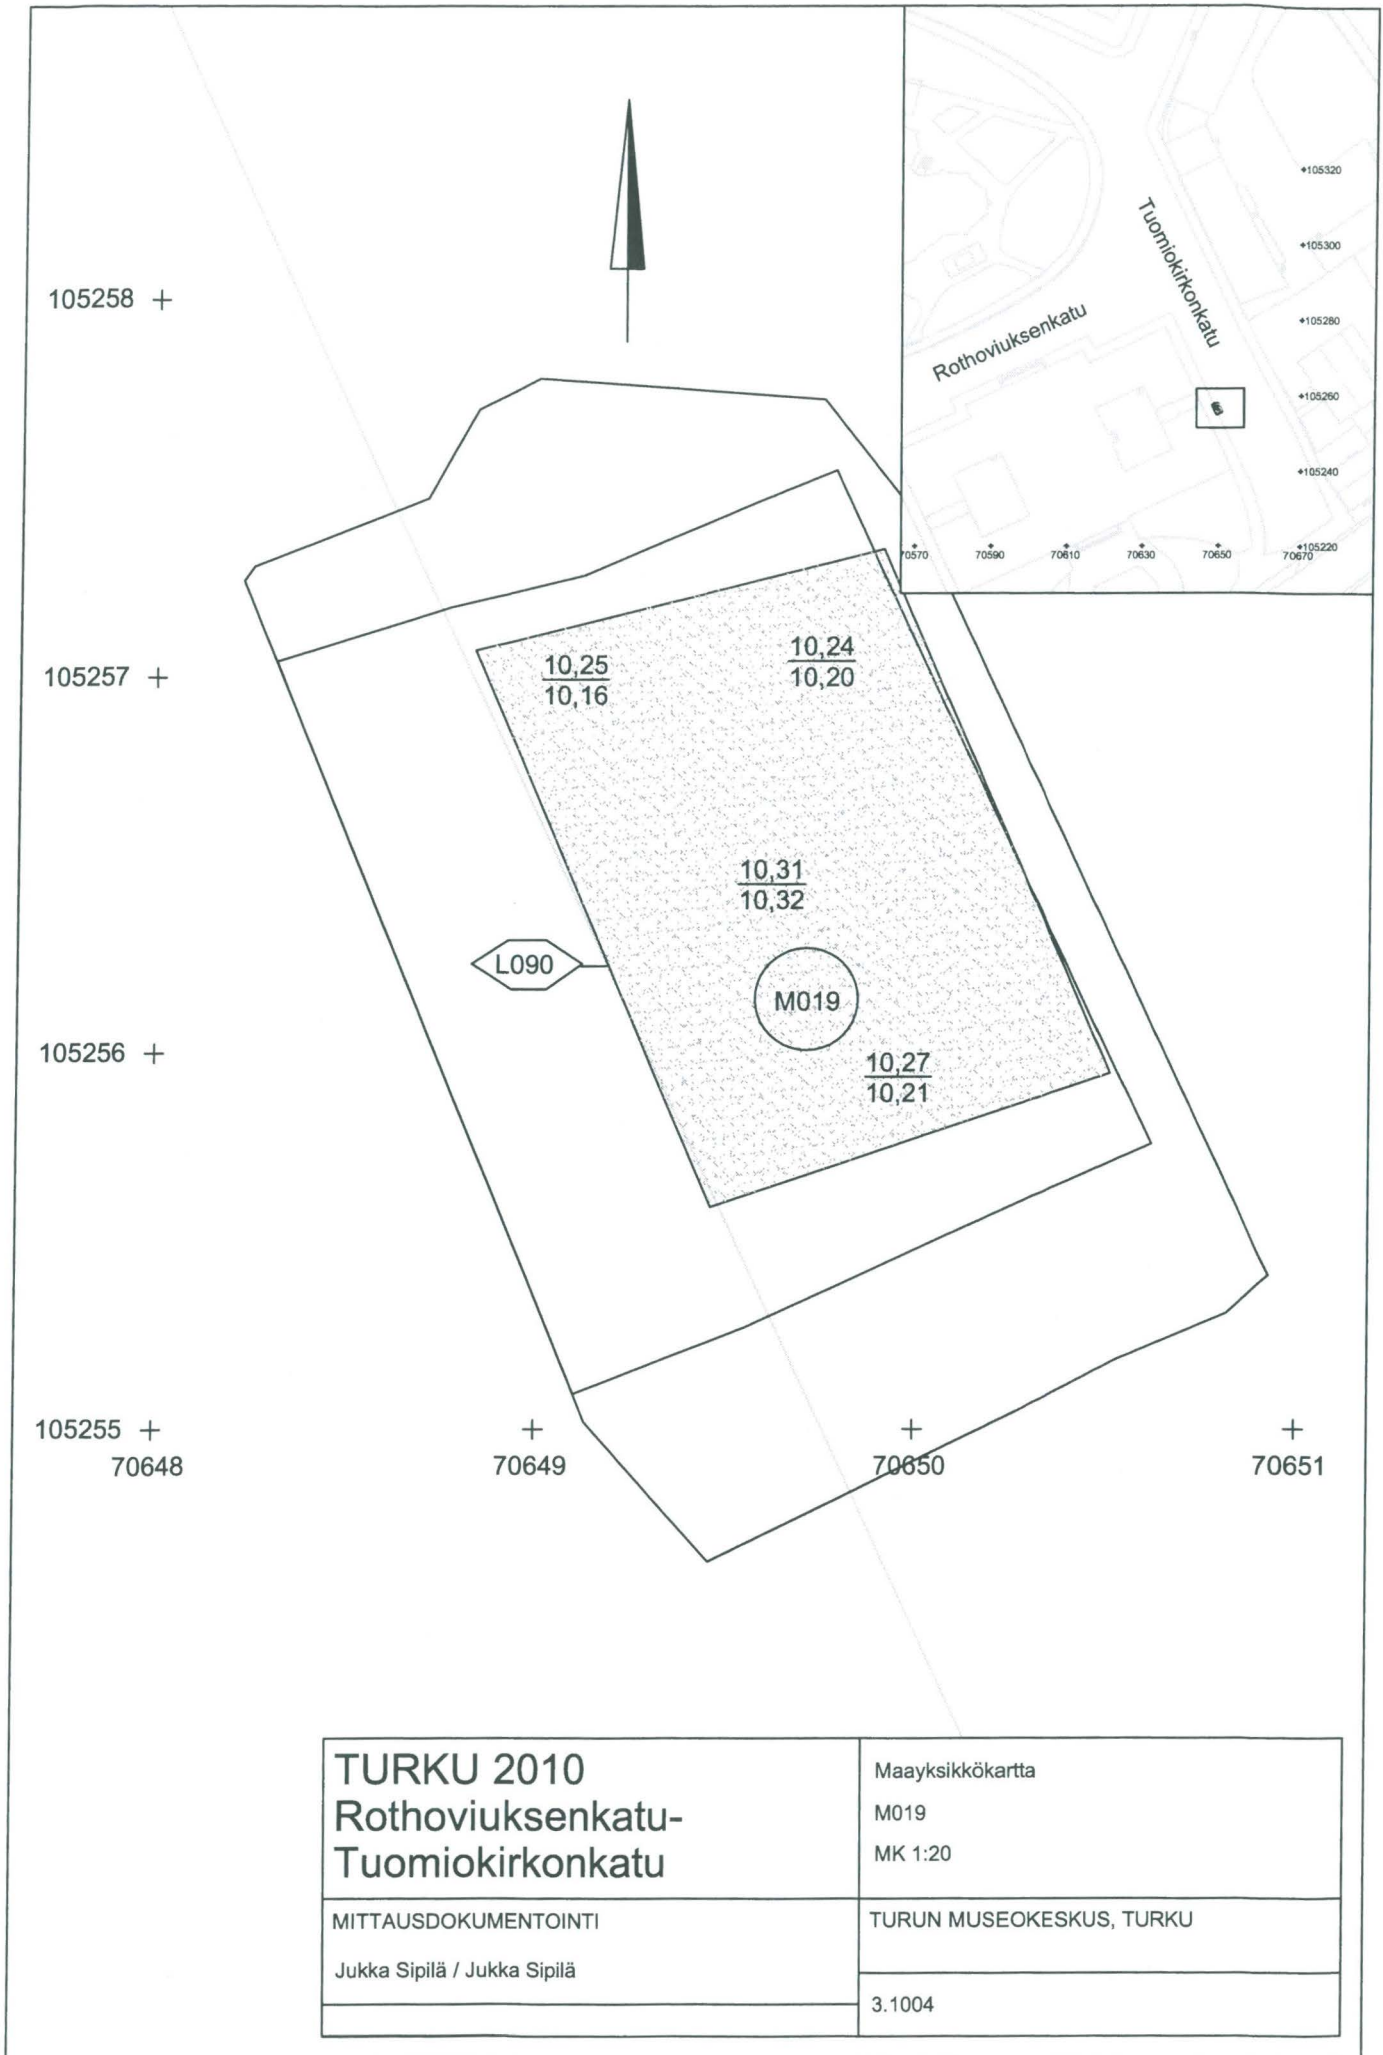 105320
105300
105280
105260
105240
105220
70570
70590
70610
70630
70650
70670
Tuomiokirkonkatu
Rothoviuksenkatu
105258
105257
105256
105255
70648
70649
70650
70651
10,25
10,16
10,24
10,20
10,31
10,32
L090
M019
10,27
10,21
TURKU 2010
Rothoviuksenkatu-
Tuomiokirkonkatu
Maayksikkökartta
M019
MK 1:20
MITTAUSDOKUMENTOINTI
Jukka Sipilä / Jukka Sipilä
TURUN MUSEOKESKUS, TURKU
3.1004